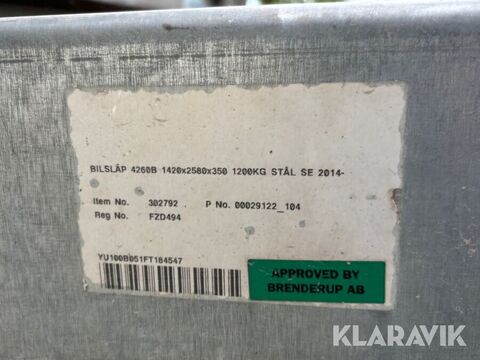 BILSLÄP 4260B 1420x2580x350 1200KG STÅL SE 2014-
Item No. 302792 P No. 00029122_104
Reg No. FZD494
YU100B051FT184547
APPROVED BY
BRENDERUP AB
KLARAVIK